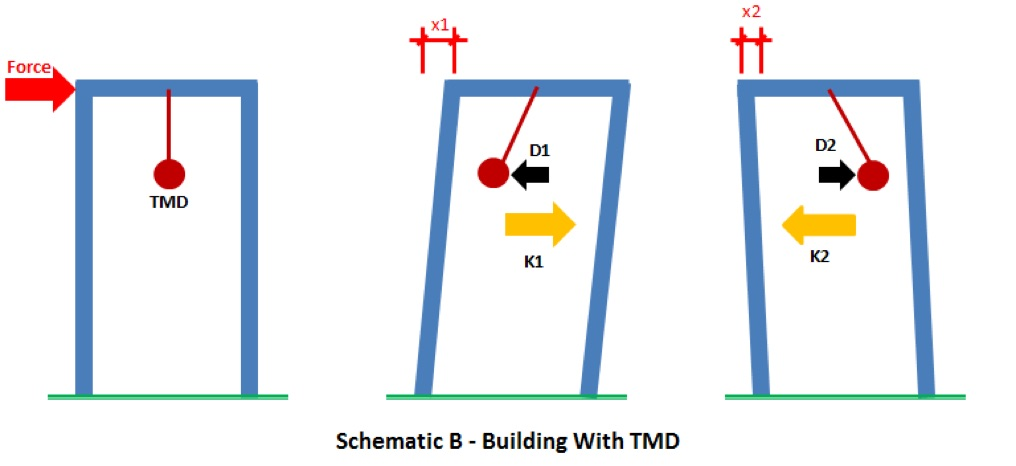 Force
TMD
x1
D1
K1
x2
D2
K2
Schematic B - Building With TMD